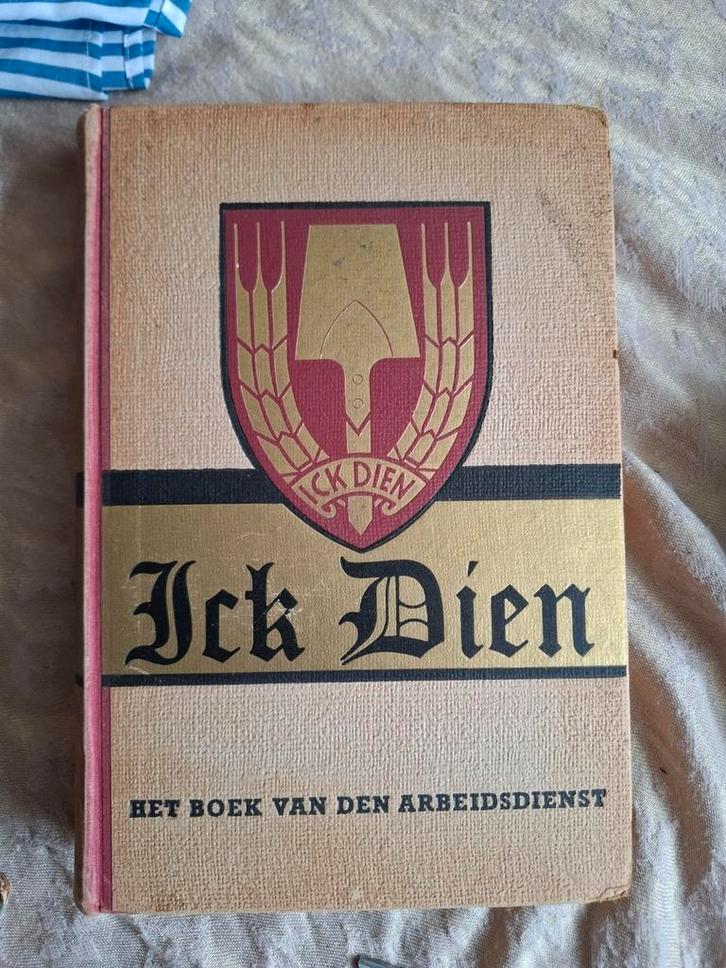 ICK DIEN
Ick Dien
HET BOEK VAN DEN ARBEIDSDIENST